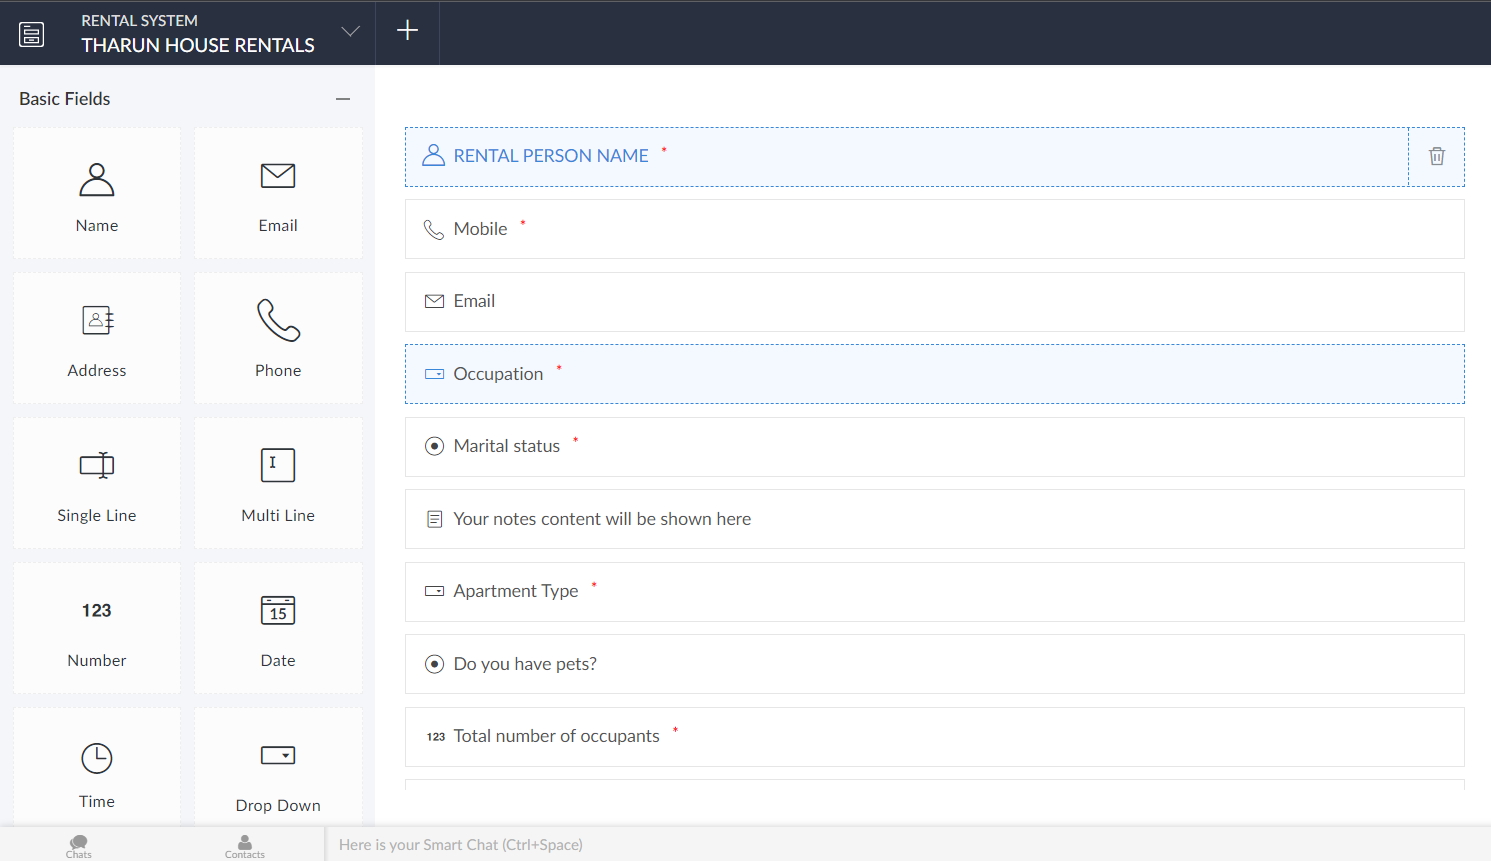 RENTAL SYSTEM
THARUN HOUSE RENTALS
Basic Fields
Name
Email
Address
Phone
Single Line
Multi Line
123
Number
15
Date
Time
Drop Down
RENTAL PERSON NAME *
Mobile *
Email
Occupation *
Marital status *
Your notes content will be shown here
Apartment Type *
Do you have pets?
123 Total number of occupants *
Chats
Contacts
Here is your Smart Chat (Ctrl+Space)